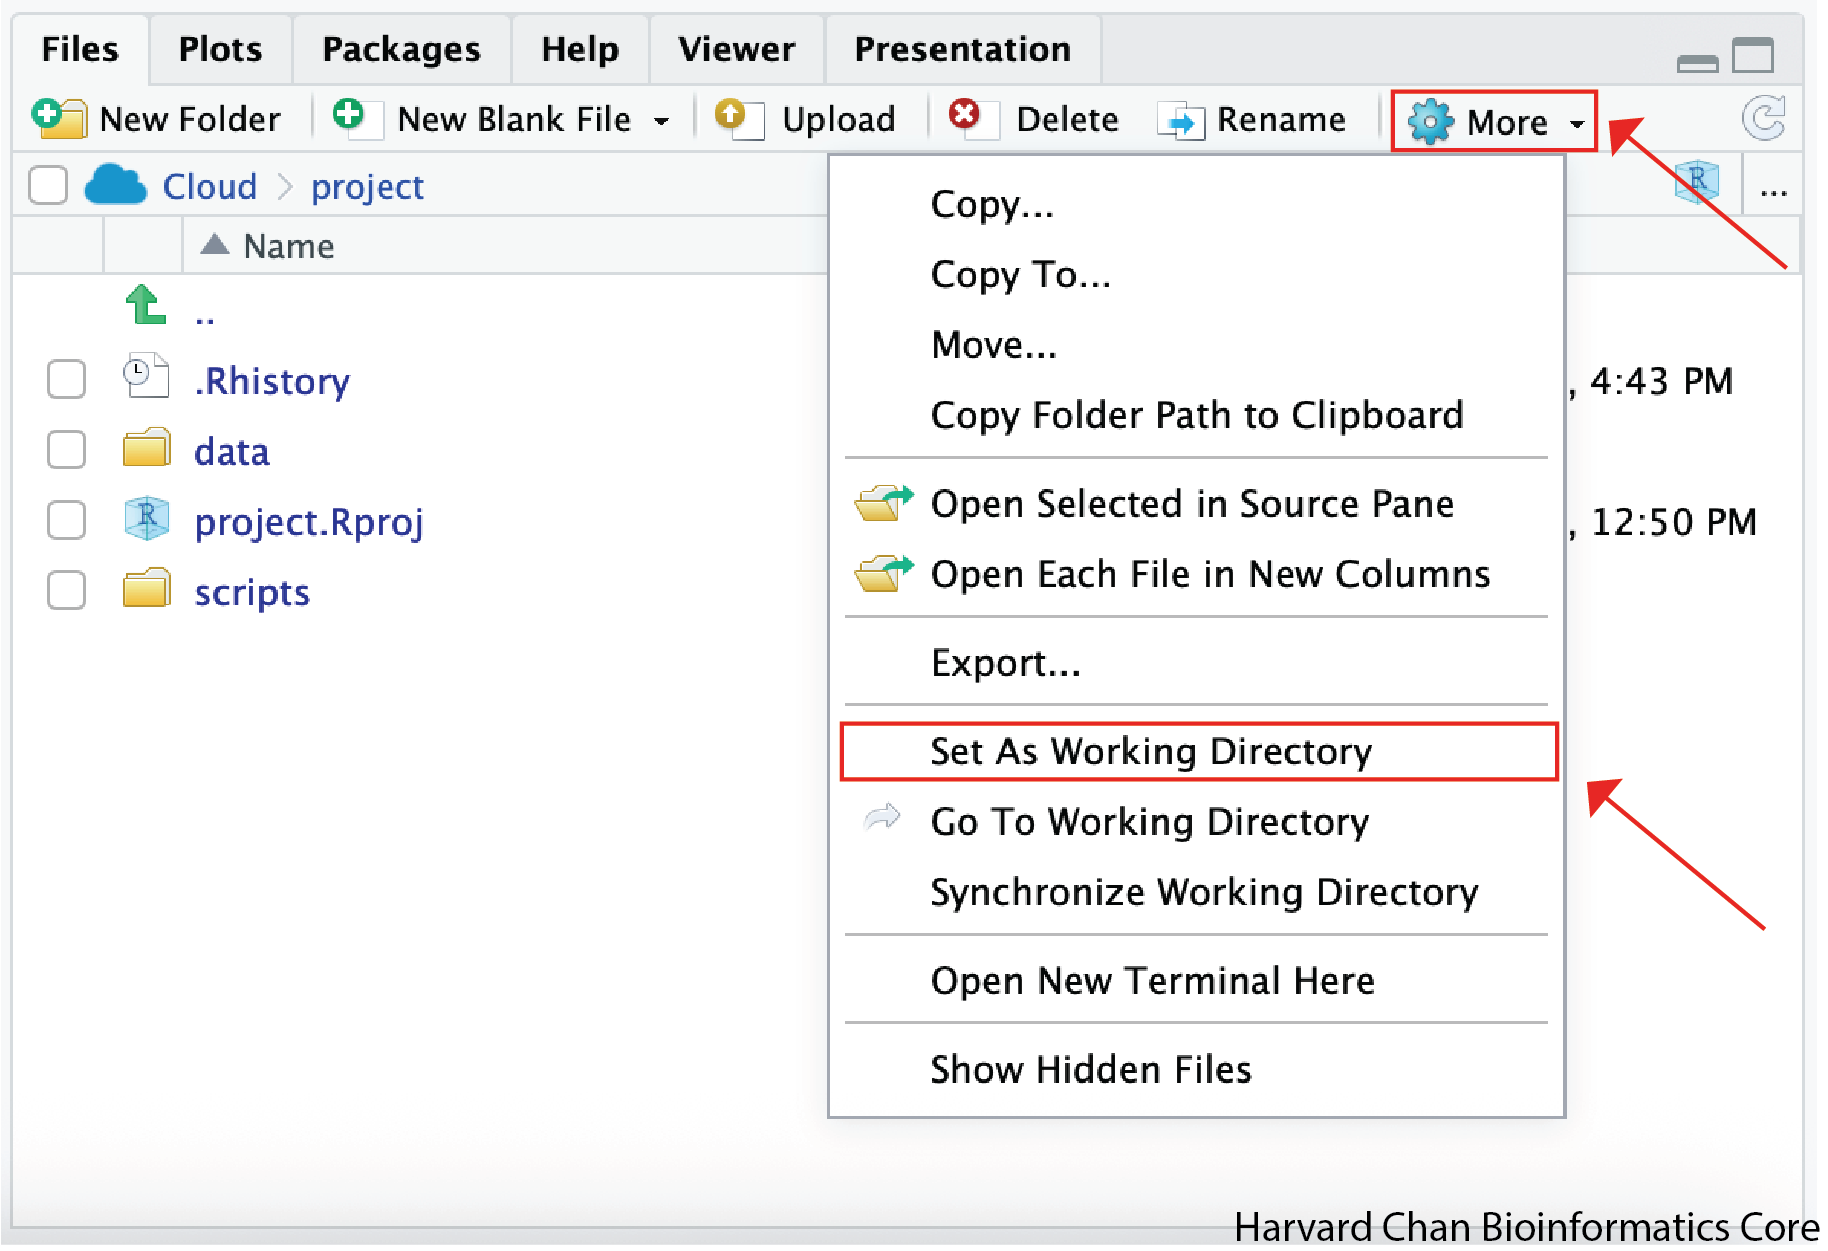 Files Plots Packages Help Viewer Presentation
New Folder New Blank File Upload Delete Rename More
Cloud project R ...
Name
..
.Rhistory , 4:43 PM
data
project.Rproj , 12:50 PM
scripts
Copy...
Copy To...
Move...
Copy Folder Path to Clipboard
Open Selected in Source Pane
Open Each File in New Columns
Export...
Set As Working Directory
Go To Working Directory
Synchronize Working Directory
Open New Terminal Here
Show Hidden Files
Harvard Chan Bioinformatics Core